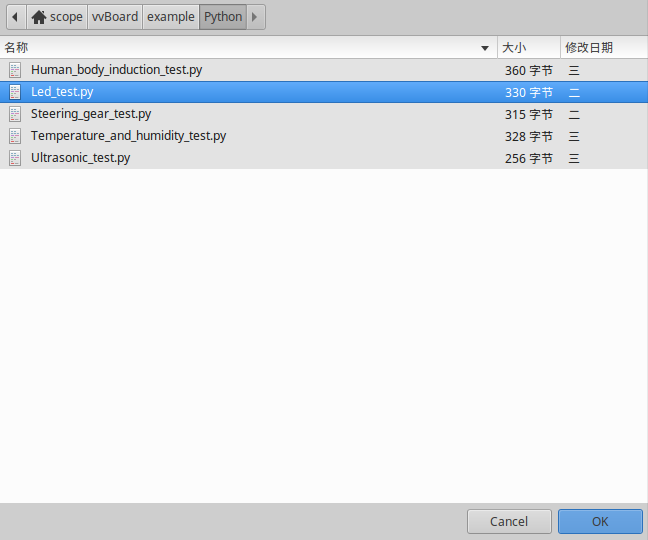 scope vvBoard example Python
名称 大小 修改日期
Human_body_induction_test.py 360 字节 三
Led_test.py 330 字节 二
Steering_gear_test.py 315 字节 二
Temperature_and_humidity_test.py 328 字节 三
Ultrasonic_test.py 256 字节 三
Cancel OK